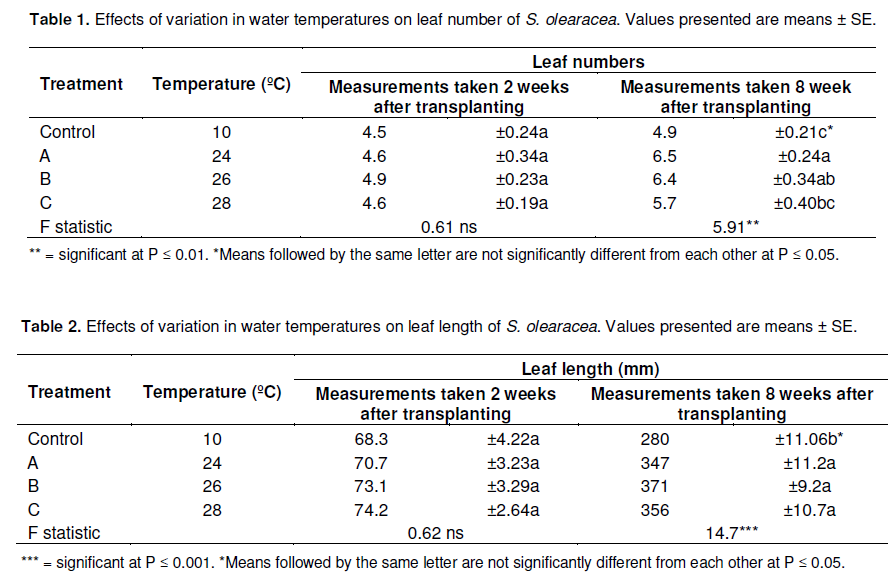 Table 1. Effects of variation in water temperatures on leaf number of S. olearacea. Values presented are means ± SE.
Leaf numbers
Treatment Temperature (ºC) Measurements taken 2 weeks after transplanting Measurements taken 8 week after transplanting
Control 10 4.5 ±0.24a 4.9 ±0.21c*
A 24 4.6 ±0.34a 6.5 ±0.24a
B 26 4.9 ±0.23a 6.4 ±0.34ab
C 28 4.6 ±0.19a 5.7 ±0.40bc
F statistic 0.61 ns 5.91**
** = significant at P ≤ 0.01. *Means followed by the same letter are not significantly different from each other at P ≤ 0.05.
Table 2. Effects of variation in water temperatures on leaf length of S. olearacea. Values presented are means ± SE.
Leaf length (mm)
Treatment Temperature (ºC) Measurements taken 2 weeks after transplanting Measurements taken 8 weeks after transplanting
Control 10 68.3 ±4.22a 280 ±11.06b*
A 24 70.7 ±3.23a 347 ±11.2a
B 26 73.1 ±3.29a 371 ±9.2a
C 28 74.2 ±2.64a 356 ±10.7a
F statistic 0.62 ns 14.7***
*** = significant at P ≤ 0.001. *Means followed by the same letter are not significantly different from each other at P ≤ 0.05.